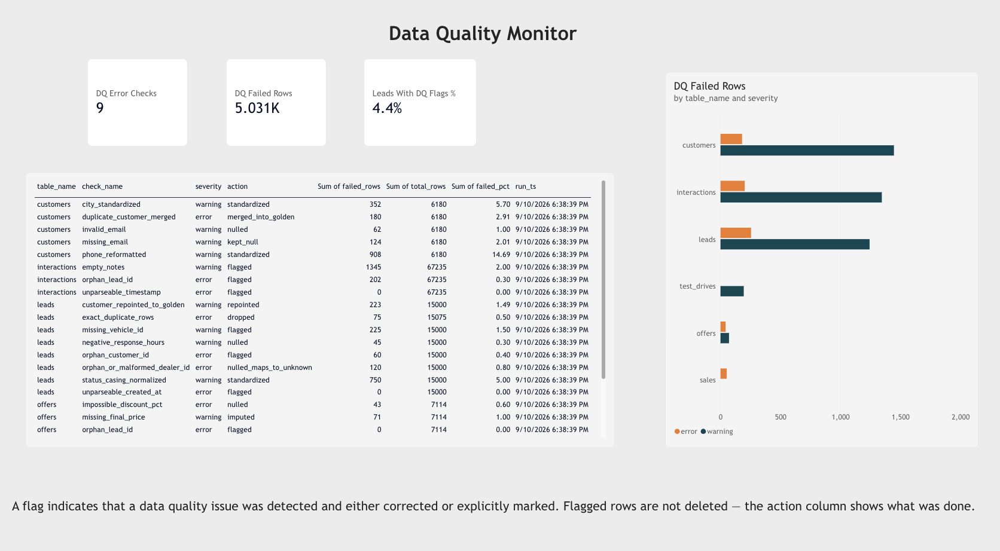 Data Quality Monitor
DQ Error Checks
9
DQ Failed Rows
5.031K
Leads With DQ Flags %
4.4%
table_name check_name severity action Sum of failed_rows Sum of total_rows Sum of failed_pct run_ts
customers city_standardized warning standardized 352 6180 5.70 9/10/2026 6:38:39 PM
customers duplicate_customer_merged error merged_into_golden 180 6180 2.91 9/10/2026 6:38:39 PM
customers invalid_email warning nulled 62 6180 1.00 9/10/2026 6:38:39 PM
customers missing_email warning kept_null 124 6180 2.01 9/10/2026 6:38:39 PM
customers phone_reformatted warning standardized 908 6180 14.69 9/10/2026 6:38:39 PM
interactions empty_notes warning flagged 1345 67235 2.00 9/10/2026 6:38:39 PM
interactions orphan_lead_id error flagged 202 67235 0.30 9/10/2026 6:38:39 PM
interactions unparseable_timestamp error flagged 0 67235 0.00 9/10/2026 6:38:39 PM
leads customer_repointed_to_golden warning repointed 223 15000 1.49 9/10/2026 6:38:39 PM
leads exact_duplicate_rows error dropped 75 15075 0.50 9/10/2026 6:38:39 PM
leads missing_vehicle_id warning flagged 225 15000 1.50 9/10/2026 6:38:39 PM
leads negative_response_hours warning nulled 45 15000 0.30 9/10/2026 6:38:39 PM
leads orphan_customer_id error flagged 60 15000 0.40 9/10/2026 6:38:39 PM
leads orphan_or_malformed_dealer_id error nulled_maps_to_unknown 120 15000 0.80 9/10/2026 6:38:39 PM
leads status_casing_normalized warning standardized 750 15000 5.00 9/10/2026 6:38:39 PM
leads unparseable_created_at error flagged 0 15000 0.00 9/10/2026 6:38:39 PM
offers impossible_discount_pct error nulled 43 7114 0.60 9/10/2026 6:38:39 PM
offers missing_final_price warning imputed 71 7114 1.00 9/10/2026 6:38:39 PM
offers orphan_lead_id error flagged 0 7114 0.00 9/10/2026 6:38:39 PM
DQ Failed Rows
by table_name and severity
customers
interactions
leads
test_drives
offers
sales
0 500 1,000 1,500 2,000
error warning
A flag indicates that a data quality issue was detected and either corrected or explicitly marked. Flagged rows are not deleted — the action column shows what was done.